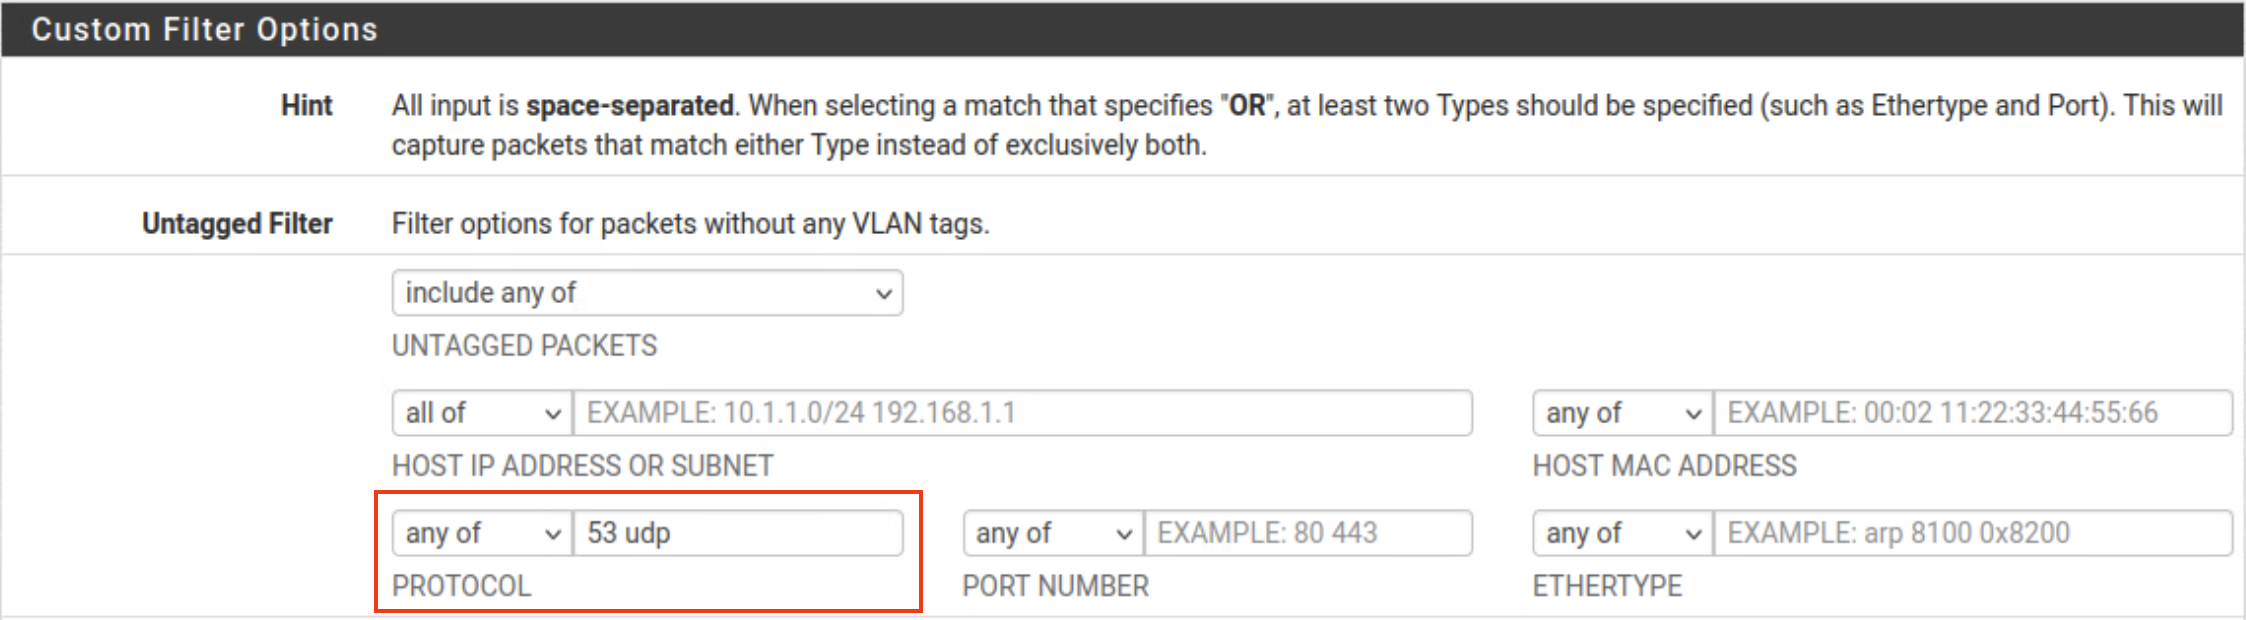 Custom Filter Options
Hint All input is space-separated. When selecting a match that specifies "OR", at least two Types should be specified (such as Ethertype and Port). This will
capture packets that match either Type instead of exclusively both.
Untagged Filter Filter options for packets without any VLAN tags.
include any of
UNTAGGED PACKETS
all of EXAMPLE: 10.1.1.0/24 192.168.1.1 any of EXAMPLE: 00:02 11:22:33:44:55:66
HOST IP ADDRESS OR SUBNET HOST MAC ADDRESS
any of 53 udp any of EXAMPLE: 80 443 any of EXAMPLE: arp 8100 0x8200
PROTOCOL PORT NUMBER ETHERTYPE